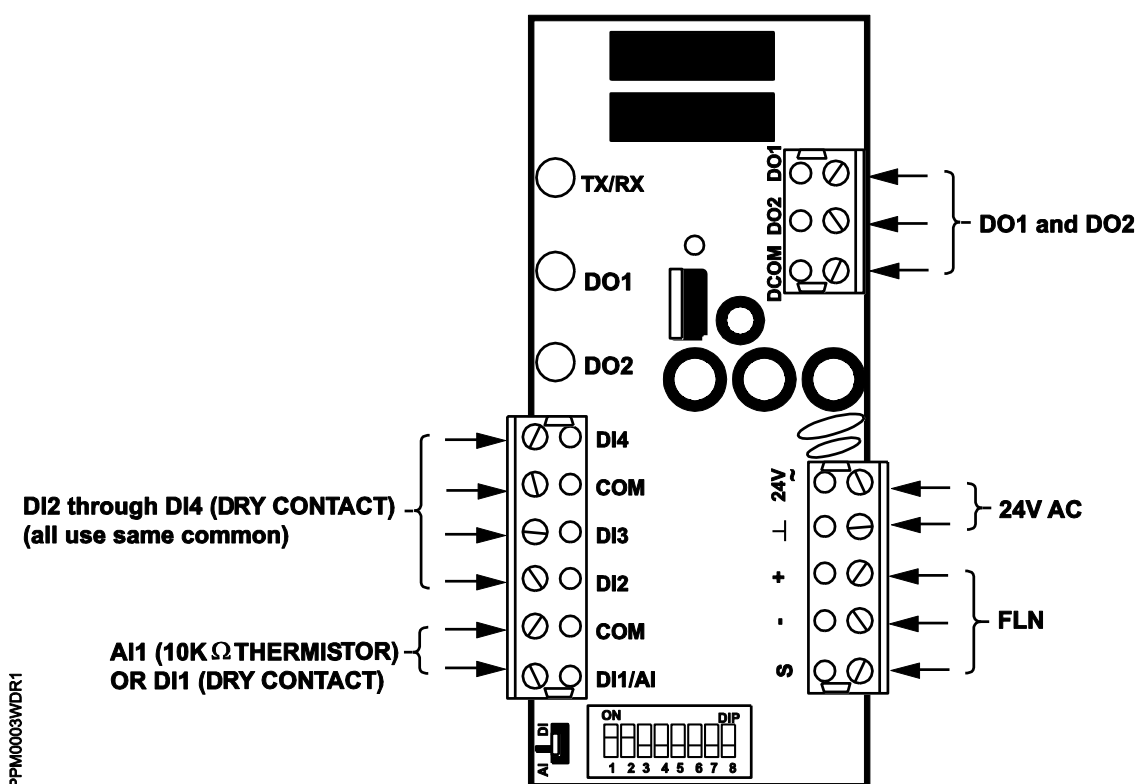 TX/RX
DO1
DO2
DO1
DO2
DCOM
DO1 and DO2
DI4
COM
DI3
DI2
COM
DI1/AI
DI2 through DI4 (DRY CONTACT)
(all use same common)
AI1 (10K Ω THERMISTOR)
OR DI1 (DRY CONTACT)
24V
~
⊥
+
-
S
24V AC
FLN
ON DIP
1 2 3 4 5 6 7 8
DI
AI
PPM0003WDR1